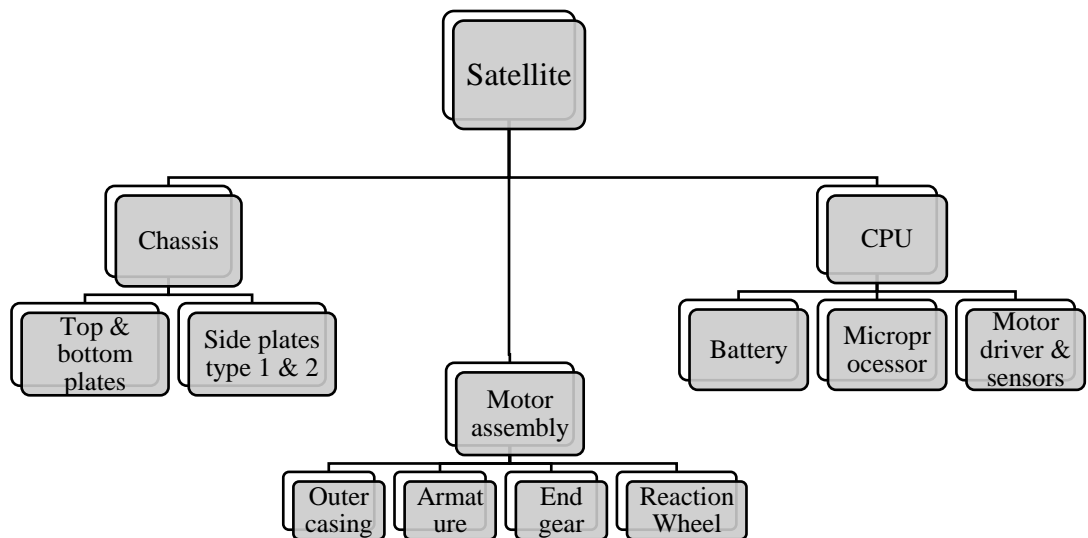 Satellite
Chassis
CPU
Top &
bottom
plates
Side plates
type 1 & 2
Battery
Micropr
ocessor
Motor
driver &
sensors
Motor
assembly
Outer
casing
Armat
ure
End
gear
Reaction
Wheel